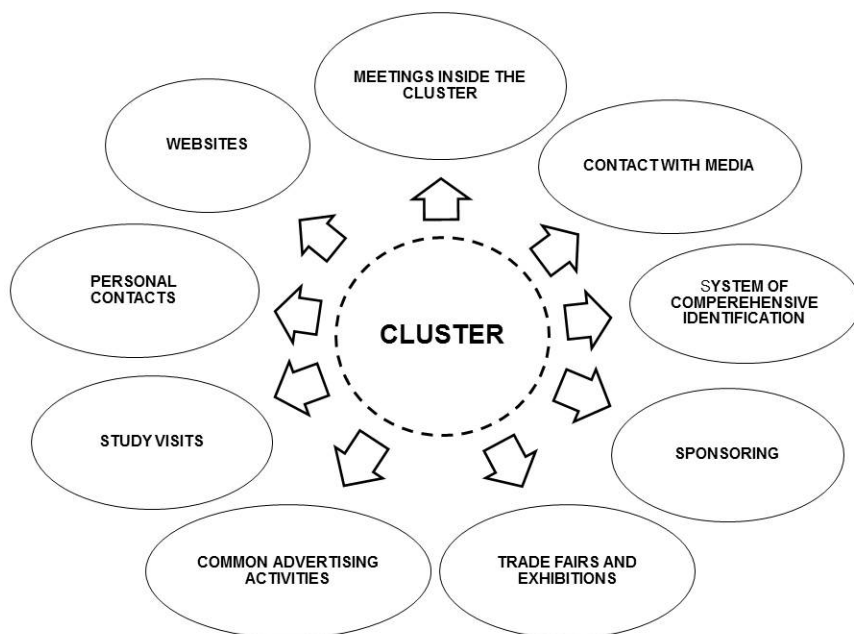 MEETINGS INSIDE THE
CLUSTER
WEBSITES
CONTACT WITH MEDIA
PERSONAL
CONTACTS
SYSTEM OF
COMPEREHENSIVE
IDENTIFICATION
CLUSTER
STUDY VISITS
SPONSORING
COMMON ADVERTISING
ACTIVITIES
TRADE FAIRS AND
EXHIBITIONS